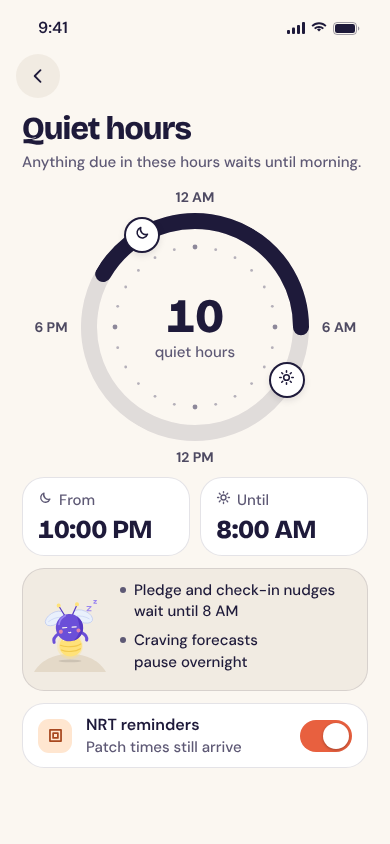 9:41
Quiet hours
Anything due in these hours waits until morning.
12 AM
6 PM
10
quiet hours
6 AM
12 PM
From
10:00 PM
Until
8:00 AM
z z
Pledge and check-in nudges
wait until 8 AM
Craving forecasts
pause overnight
NRT reminders
Patch times still arrive